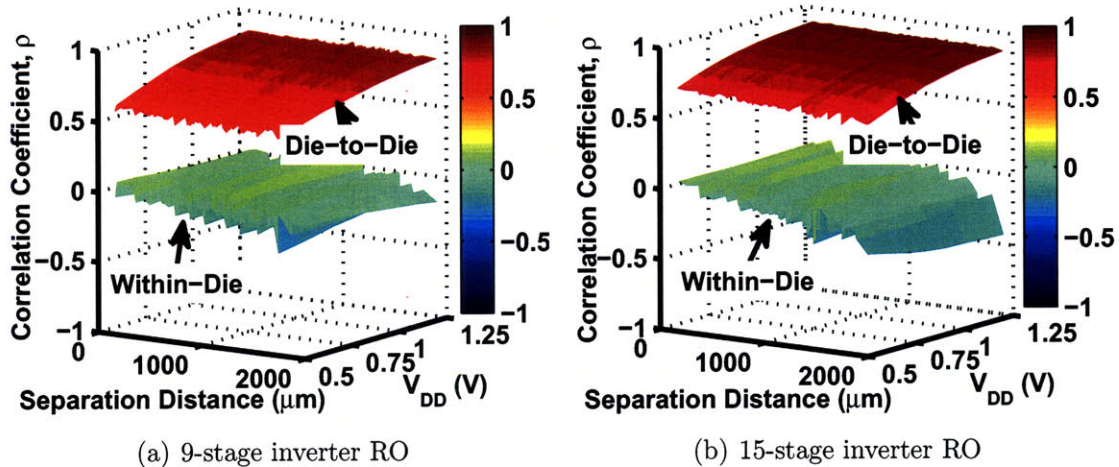 Correlation Coefficient, ρ
1
0.5
0
−0.5
−1
Die−to−Die
Within−Die
0
1000
2000
Separation Distance (μm)
0.5
0.75
1
1.25
V_DD (V)
1
0.5
0
−0.5
−1
(a) 9-stage inverter RO
Correlation Coefficient, ρ
1
0.5
0
−0.5
−1
Die−to−Die
Within−Die
0
1000
2000
Separation Distance (μm)
0.5
0.75
1
1.25
V_DD (V)
1
0.5
0
−0.5
−1
(b) 15-stage inverter RO